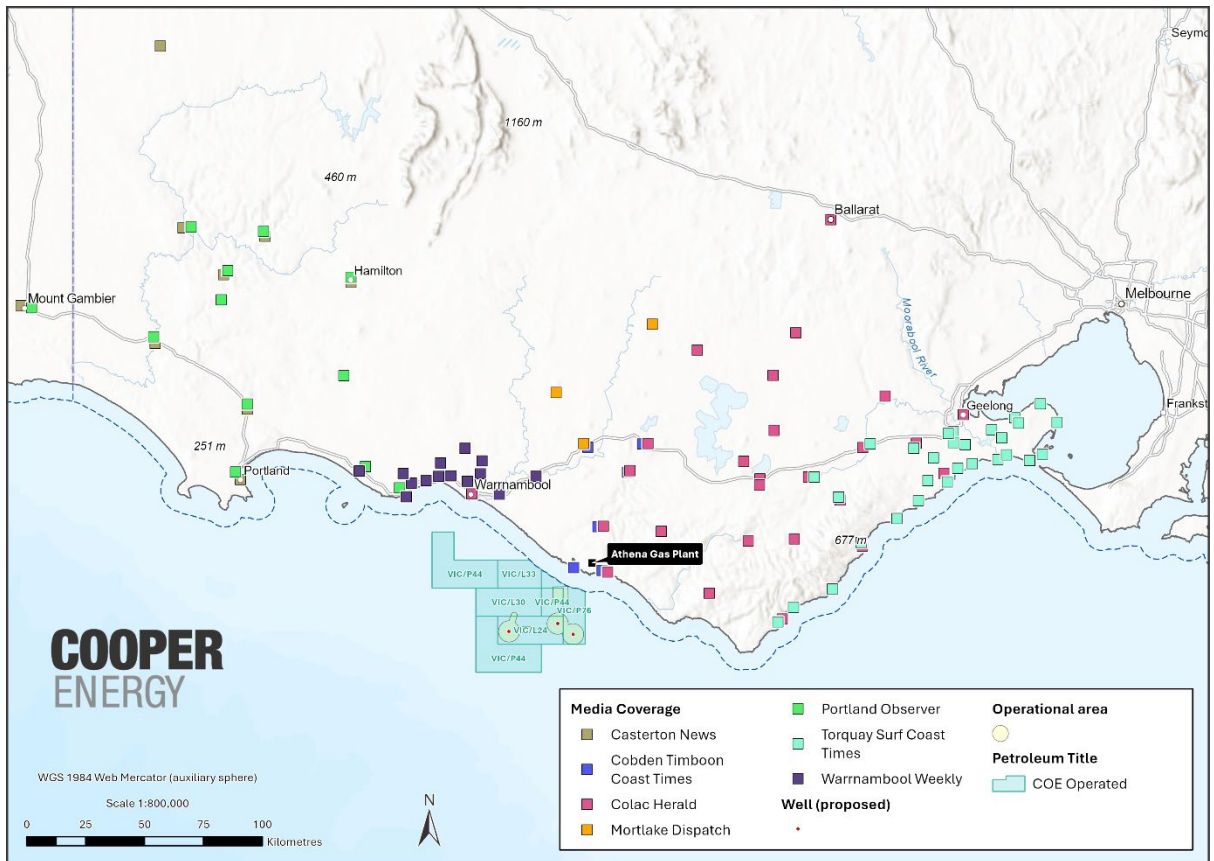 Seymo
1160 m
460 m
Ballarat
Hamilton
Mount Gambier
Melbourne
Moorabool River
Geelong
Frankst
251 m
Portland
Warrnambool
677 m
Athena Gas Plant
VIC/P44
VIC/L33
VIC/L30
VIC/P44
VIC/P76
VIC/L24
VIC/P44
COOPER
ENERGY
WGS 1984 Web Mercator (auxiliary sphere)
Scale 1:800,000
0 25 50 75 100
Kilometres
N
Media Coverage
Casterton News
Cobden Timboon
Coast Times
Colac Herald
Mortlake Dispatch
Portland Observer
Torquay Surf Coast
Times
Warrnambool Weekly
Well (proposed)
Operational area
Petroleum Title
COE Operated